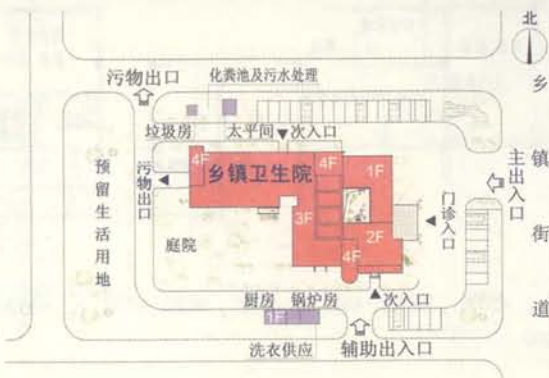 北
乡
镇
街
道
污物出口
化粪池及污水处理
垃圾房
太平间
次入口
主出入口
4F
乡镇卫生院
4F
1F
污物出口
预留生活用地
门诊入口
3F
2F
庭院
4F
厨房
锅炉房
次入口
1F
洗衣供应
辅助出入口